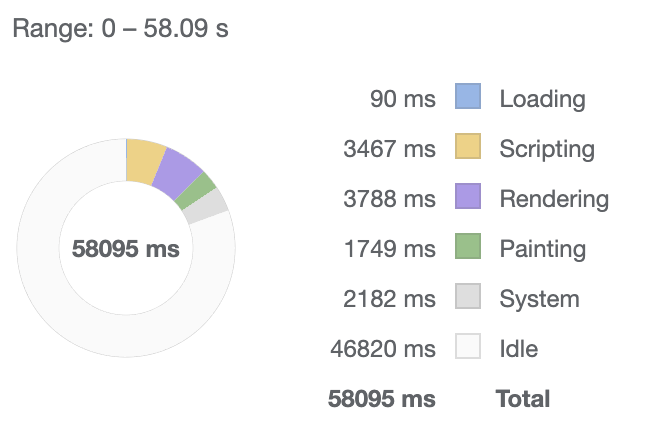 Range: 0 – 58.09 s
58095 ms
90 ms Loading
3467 ms Scripting
3788 ms Rendering
1749 ms Painting
2182 ms System
46820 ms Idle
58095 ms Total